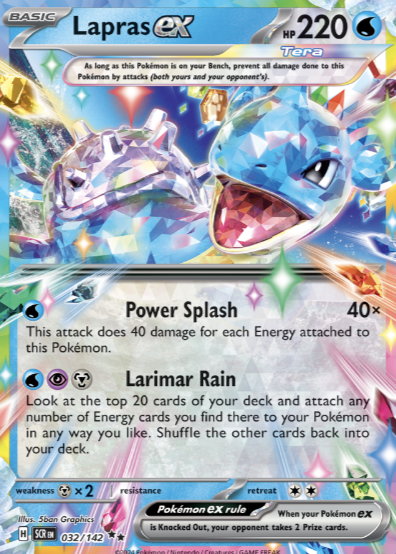 BASIC Lapras ex HP 220
Tera
As long as this Pokémon is on your Bench, prevent all damage done to this
Pokémon by attacks (both yours and your opponent's).
Power Splash 40×
This attack does 40 damage for each Energy attached to
this Pokémon.
Larimar Rain
Look at the top 20 cards of your deck and attach any
number of Energy cards you find there to your Pokémon
in any way you like. Shuffle the other cards back into
your deck.
weakness ×2 resistance retreat
Illus. 5ban Graphics
Pokémon ex rule When your Pokémon ex
is Knocked Out, your opponent takes 2 Prize cards.
H SCR EN 032/142
©2024 Pokémon / Nintendo / Creatures / GAME FREAK